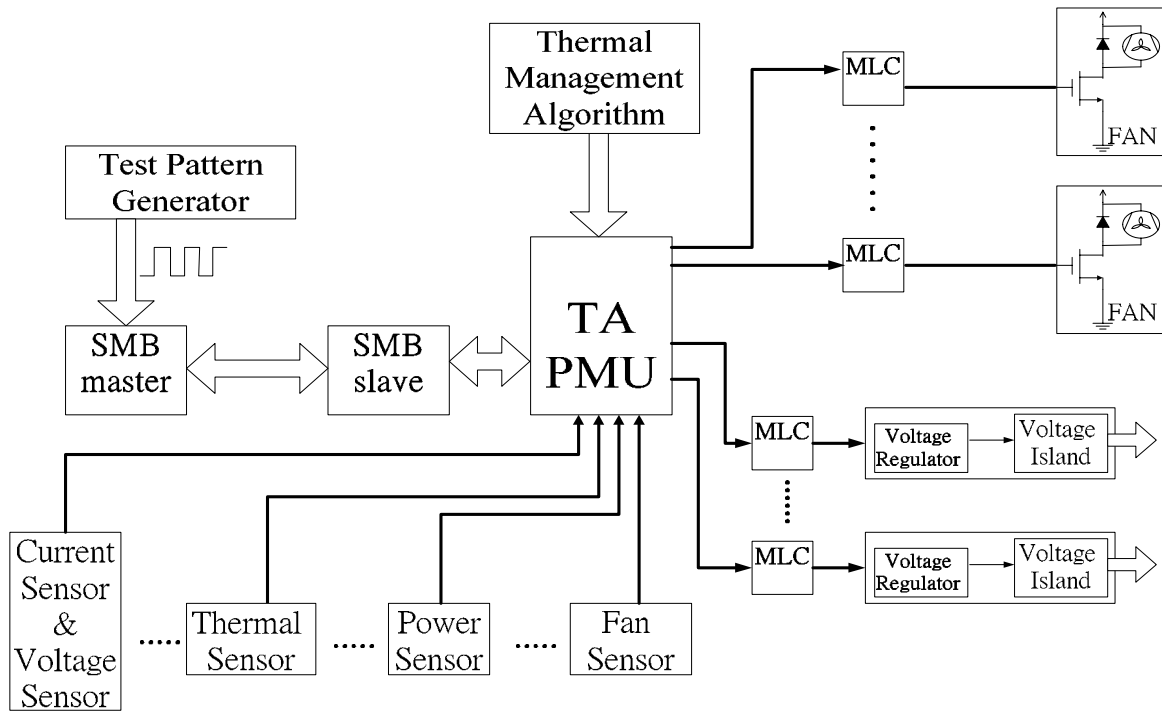 Thermal
Management
Algorithm
MLC
FAN
Test Pattern
Generator
MLC
FAN
SMB
master
SMB
slave
TA
PMU
MLC
Voltage
Regulator
Voltage
Island
MLC
Voltage
Regulator
Voltage
Island
Current
Sensor
&
Voltage
Sensor
Thermal
Sensor
Power
Sensor
Fan
Sensor